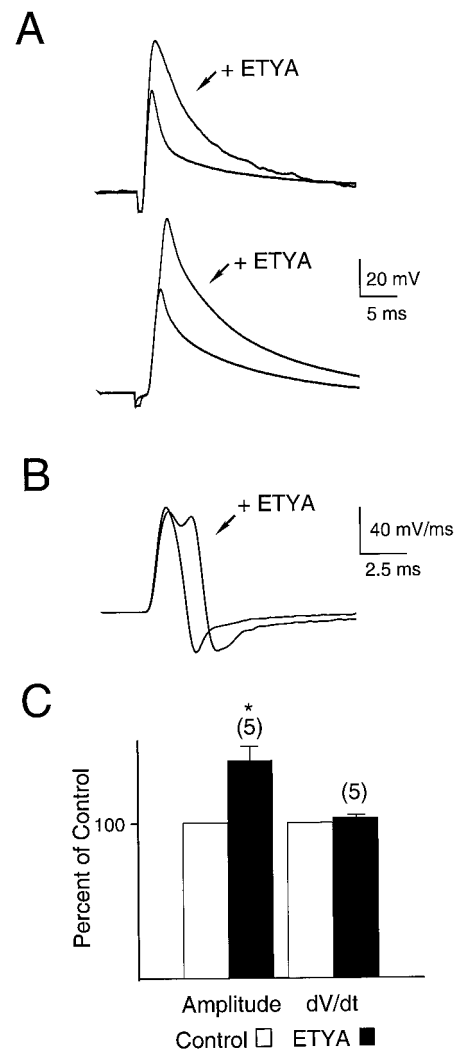 A
+ ETYA
+ ETYA
20 mV
5 ms
B
+ ETYA
40 mV/ms
2.5 ms
C
*
(5)
(5)
Percent of Control
100
Amplitude dV/dt
Control ETYA